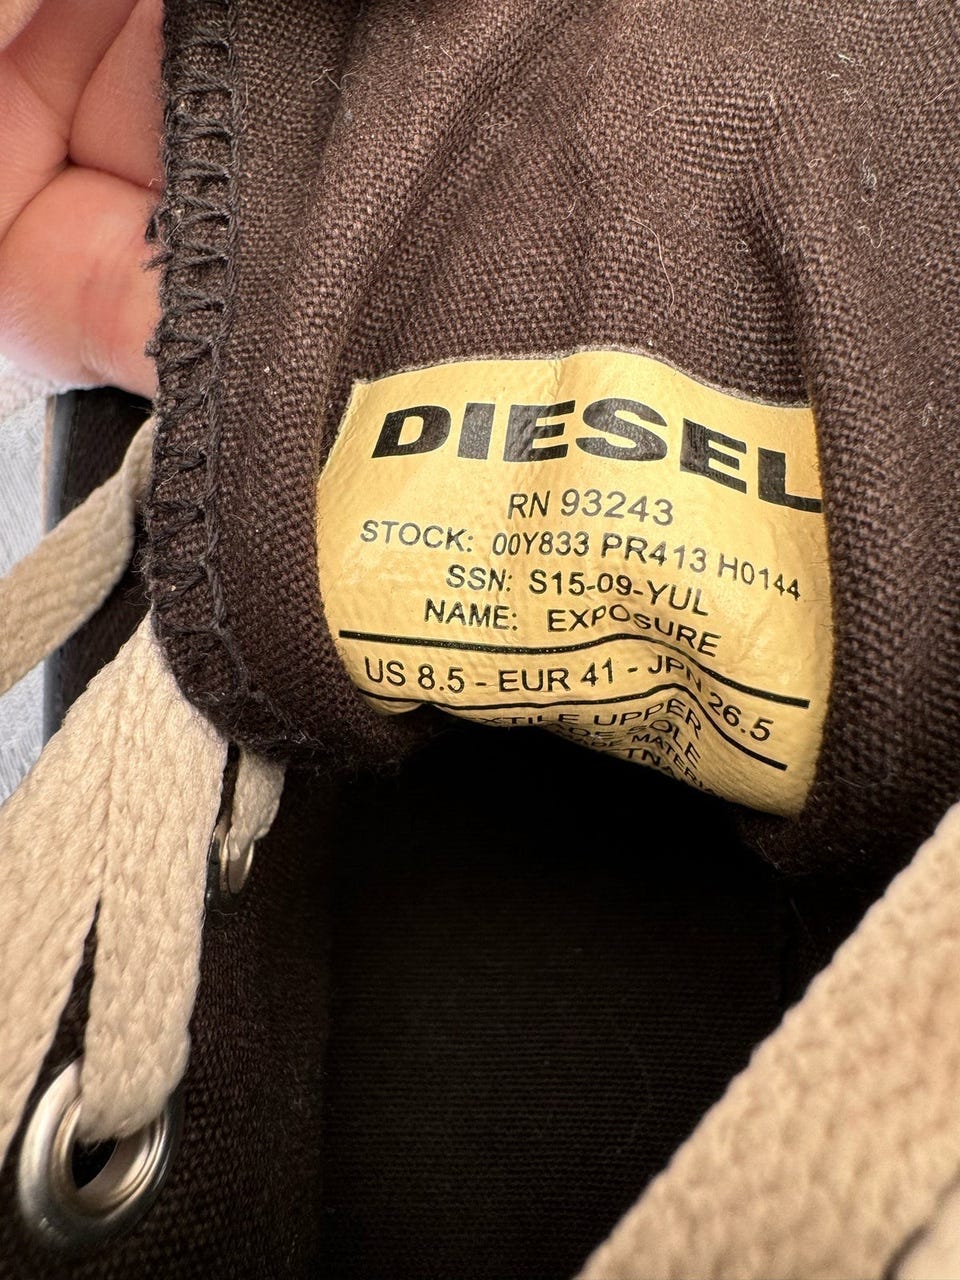 DIESEL
RN 93243
STOCK: 00Y833 PR413 H0144
SSN: S15-09-YUL
NAME: EXPOSURE
US 8.5 - EUR 41 - JPN 26.5
UPPER